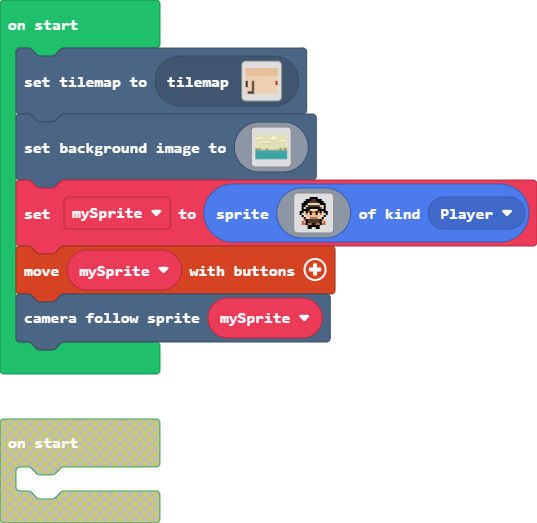 on start
set tilemap to tilemap
set background image to
set mySprite to sprite of kind Player
move mySprite with buttons
camera follow sprite mySprite
on start